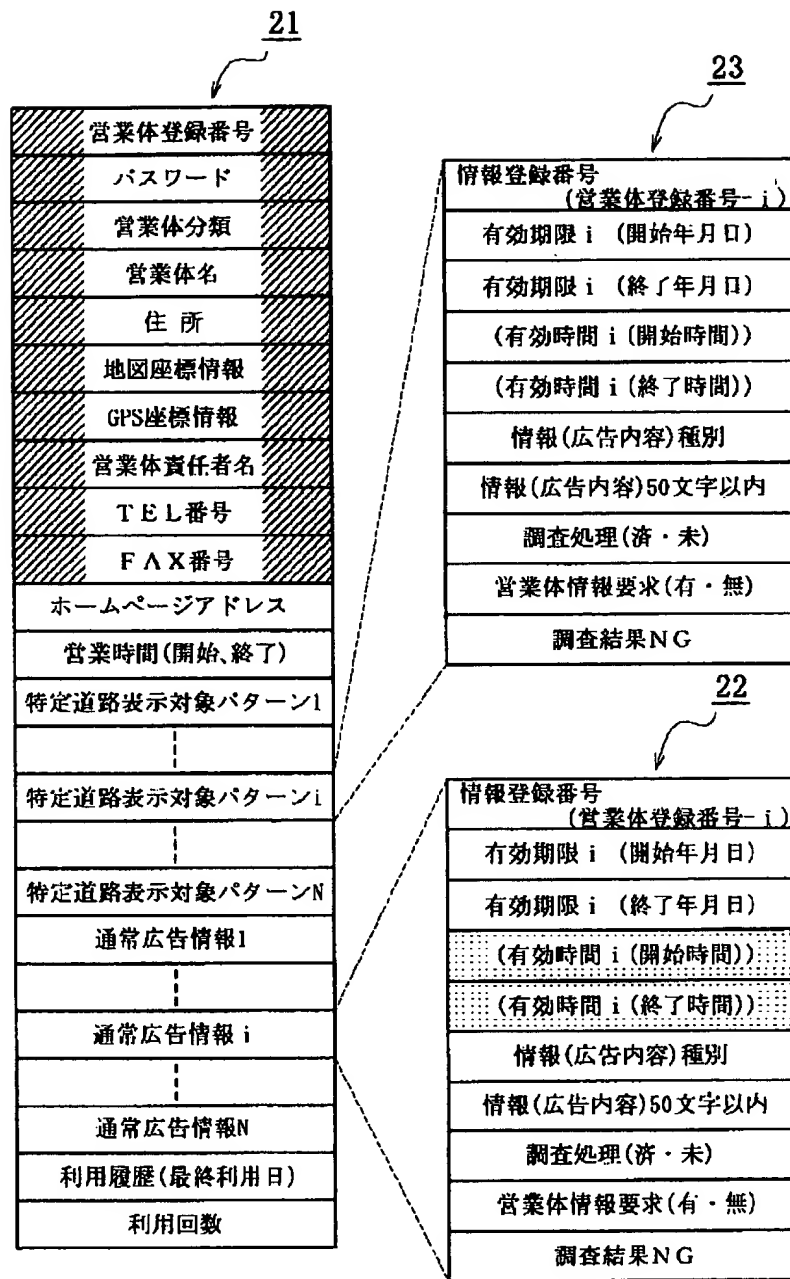 21
営業体登録番号
パスワード
営業体分類
営業体名
住 所
地図座標情報
GPS座標情報
営業体責任者名
ＴＥＬ番号
ＦＡＸ番号
ホームページアドレス
営業時間(開始、終了)
特定道路表示対象パターン1
特定道路表示対象パターンi
特定道路表示対象パターンN
通常広告情報1
通常広告情報 i
通常広告情報N
利用履歴(最終利用日)
利用回数
23
情報登録番号
(営業体登録番号- i )
有効期限 i (開始年月日)
有効期限 i (終了年月日)
(有効時間 i (開始時間))
(有効時間 i (終了時間))
情報(広告内容)種別
情報(広告内容)50文字以内
調査処理(済・未)
営業体情報要求(有・無)
調査結果ＮＧ
22
情報登録番号
(営業体登録番号- i )
有効期限 i (開始年月日)
有効期限 i (終了年月日)
(有効時間 i (開始時間))
(有効時間 i (終了時間))
情報(広告内容)種別
情報(広告内容)50文字以内
調査処理(済・未)
営業体情報要求(有・無)
調査結果ＮＧ